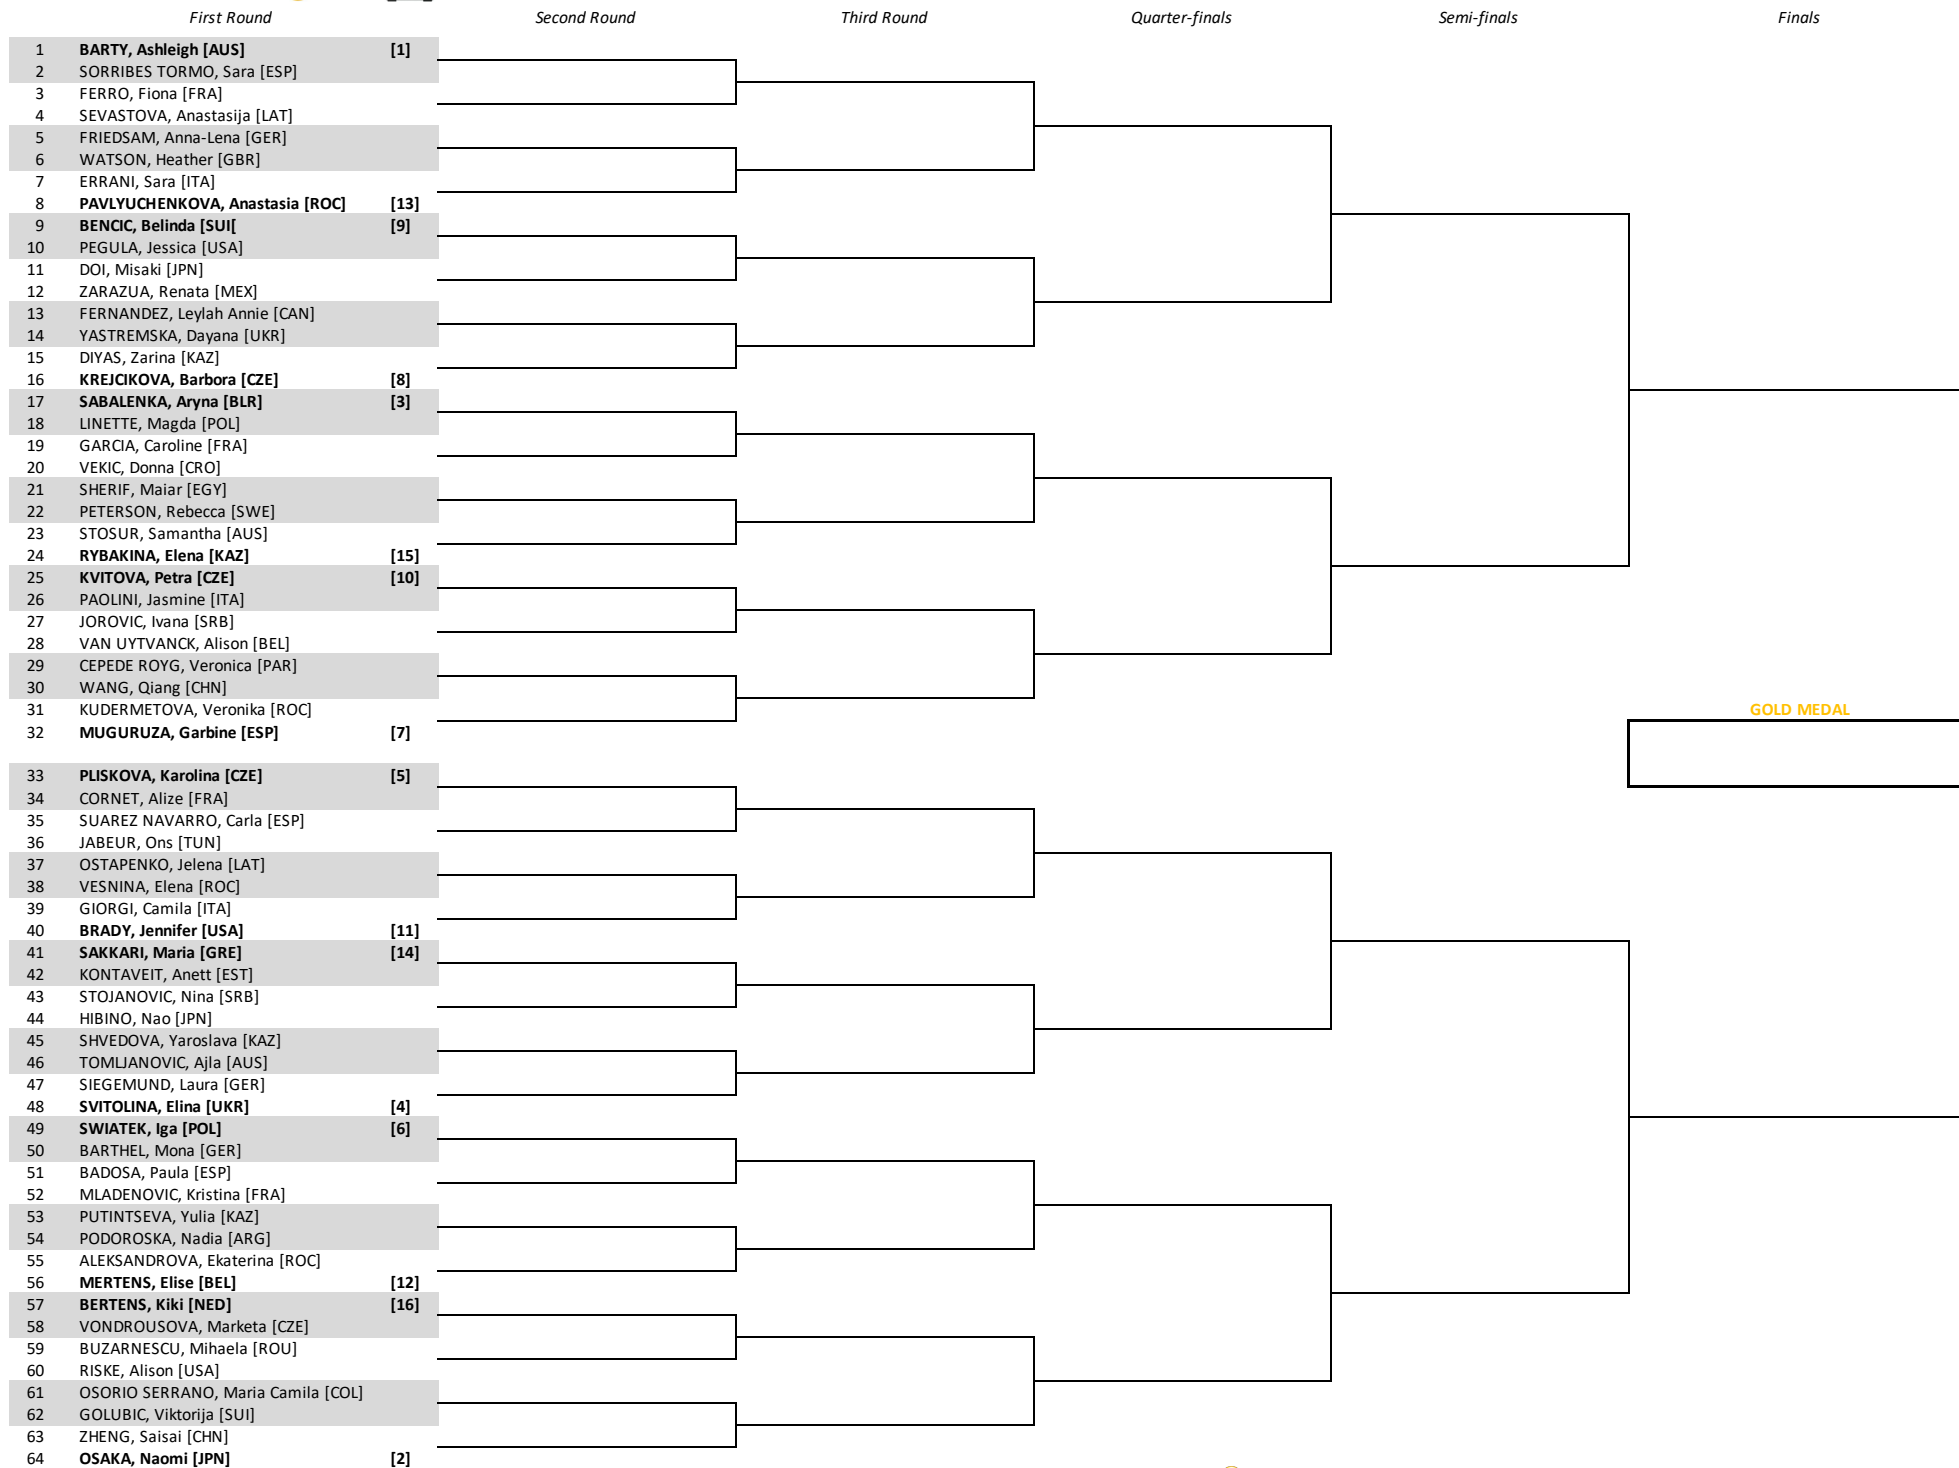 First Round Second Round Third Round Quarter-finals Semi-finals Finals
1 BARTY, Ashleigh [AUS] [1]
2 SORRIBES TORMO, Sara [ESP]
3 FERRO, Fiona [FRA]
4 SEVASTOVA, Anastasija [LAT]
5 FRIEDSAM, Anna-Lena [GER]
6 WATSON, Heather [GBR]
7 ERRANI, Sara [ITA]
8 PAVLYUCHENKOVA, Anastasia [ROC] [13]
9 BENCIC, Belinda [SUI[ [9]
10 PEGULA, Jessica [USA]
11 DOI, Misaki [JPN]
12 ZARAZUA, Renata [MEX]
13 FERNANDEZ, Leylah Annie [CAN]
14 YASTREMSKA, Dayana [UKR]
15 DIYAS, Zarina [KAZ]
16 KREJCIKOVA, Barbora [CZE] [8]
17 SABALENKA, Aryna [BLR] [3]
18 LINETTE, Magda [POL]
19 GARCIA, Caroline [FRA]
20 VEKIC, Donna [CRO]
21 SHERIF, Maiar [EGY]
22 PETERSON, Rebecca [SWE]
23 STOSUR, Samantha [AUS]
24 RYBAKINA, Elena [KAZ] [15]
25 KVITOVA, Petra [CZE] [10]
26 PAOLINI, Jasmine [ITA]
27 JOROVIC, Ivana [SRB]
28 VAN UYTVANCK, Alison [BEL]
29 CEPEDE ROYG, Veronica [PAR]
30 WANG, Qiang [CHN]
31 KUDERMETOVA, Veronika [ROC]
GOLD MEDAL
32 MUGURUZA, Garbine [ESP] [7]
33 PLISKOVA, Karolina [CZE] [5]
34 CORNET, Alize [FRA]
35 SUAREZ NAVARRO, Carla [ESP]
36 JABEUR, Ons [TUN]
37 OSTAPENKO, Jelena [LAT]
38 VESNINA, Elena [ROC]
39 GIORGI, Camila [ITA]
40 BRADY, Jennifer [USA] [11]
41 SAKKARI, Maria [GRE] [14]
42 KONTAVEIT, Anett [EST]
43 STOJANOVIC, Nina [SRB]
44 HIBINO, Nao [JPN]
45 SHVEDOVA, Yaroslava [KAZ]
46 TOMLJANOVIC, Ajla [AUS]
47 SIEGEMUND, Laura [GER]
48 SVITOLINA, Elina [UKR] [4]
49 SWIATEK, Iga [POL] [6]
50 BARTHEL, Mona [GER]
51 BADOSA, Paula [ESP]
52 MLADENOVIC, Kristina [FRA]
53 PUTINTSEVA, Yulia [KAZ]
54 PODOROSKA, Nadia [ARG]
55 ALEKSANDROVA, Ekaterina [ROC]
56 MERTENS, Elise [BEL] [12]
57 BERTENS, Kiki [NED] [16]
58 VONDROUSOVA, Marketa [CZE]
59 BUZARNESCU, Mihaela [ROU]
60 RISKE, Alison [USA]
61 OSORIO SERRANO, Maria Camila [COL]
62 GOLUBIC, Viktorija [SUI]
63 ZHENG, Saisai [CHN]
64 OSAKA, Naomi [JPN] [2]